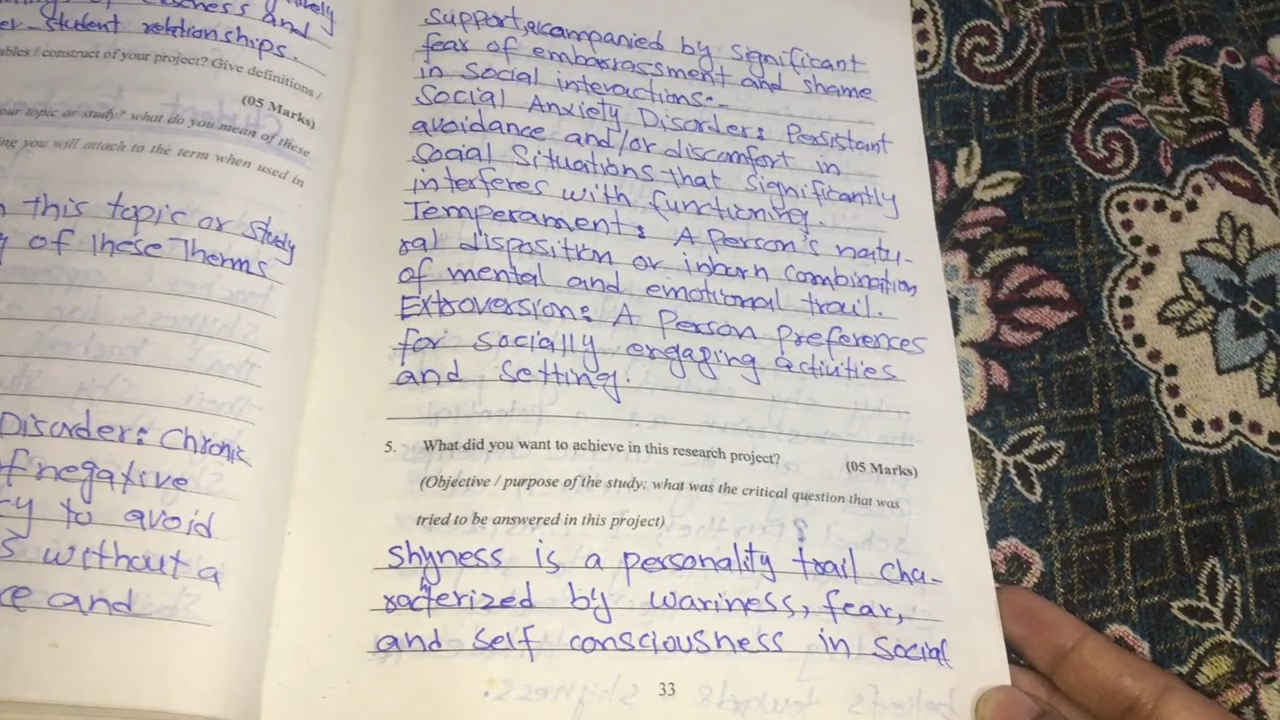 ness and
er student relationships.
ables / construct of your project? Give definitions /
(05 Marks)
our topic or study? what do you mean of these
ing you will attach to the term when used in
this topic or study
of these Therms
Disorder: Chronic
f negative
cy to avoid
s without a
ce and
support, accompanied by significant
fear of embarrassment and shame
in social interactions:-
Social Anxiety Disorder: Persistant
avoidance and/or discomfort in
Social Situations that significantly
interferes with functioning.
Temperament: A Person's natu-
ral disposition or inborn combination
of mental and emotional trail.
Extroversion: A Person Preferences
for socially engaging activities
and setting.
5. What did you want to achieve in this research project? (05 Marks)
(Objective / purpose of the study; what was the critical question that was
tried to be answered in this project)
Shyness is a personality trail cha-
racterized by wariness, fear,
and self consciousness in social
33